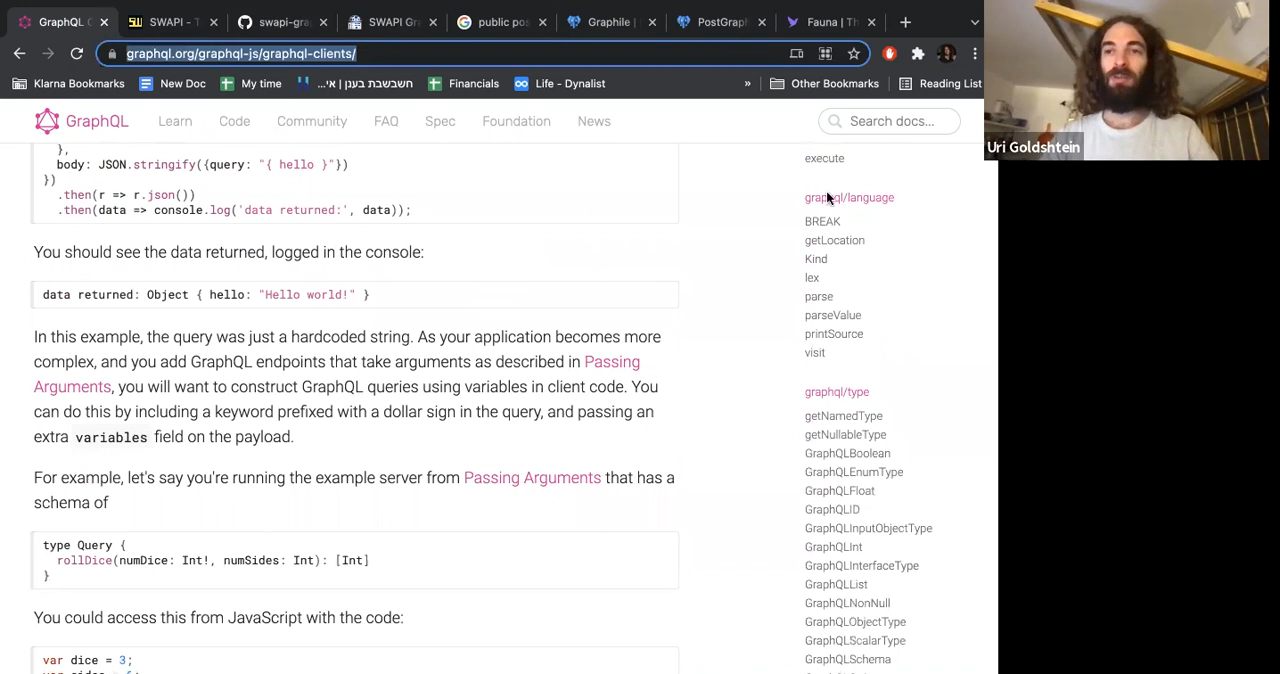 GraphQL C
SWAPI - T
swapi-gra
SWAPI Gr
public pos
Graphile |
PostGraph
Fauna | Th
graphql.org/graphql-js/graphql-clients/
Klarna Bookmarks
New Doc
My time
חשבשבת בענן | אי...
Financials
Life - Dynalist
»
Other Bookmarks
Reading List
Uri Goldshtein
GraphQL
Learn
Code
Community
FAQ
Spec
Foundation
News
Search docs...
},
body: JSON.stringify({query: "{ hello }"})
})
.then(r => r.json())
.then(data => console.log('data returned:', data));
You should see the data returned, logged in the console:
data returned: Object { hello: "Hello world!" }
In this example, the query was just a hardcoded string. As your application becomes more
complex, and you add GraphQL endpoints that take arguments as described in Passing
Arguments, you will want to construct GraphQL queries using variables in client code. You
can do this by including a keyword prefixed with a dollar sign in the query, and passing an
extra variables field on the payload.
For example, let's say you're running the example server from Passing Arguments that has a
schema of
type Query {
rollDice(numDice: Int!, numSides: Int): [Int]
}
You could access this from JavaScript with the code:
var dice = 3;
execute
graphql/language
BREAK
getLocation
Kind
lex
parse
parseValue
printSource
visit
graphql/type
getNamedType
getNullableType
GraphQLBoolean
GraphQLEnumType
GraphQLFloat
GraphQLID
GraphQLInputObjectType
GraphQLInt
GraphQLInterfaceType
GraphQLList
GraphQLNonNull
GraphQLObjectType
GraphQLScalarType
GraphQLSchema